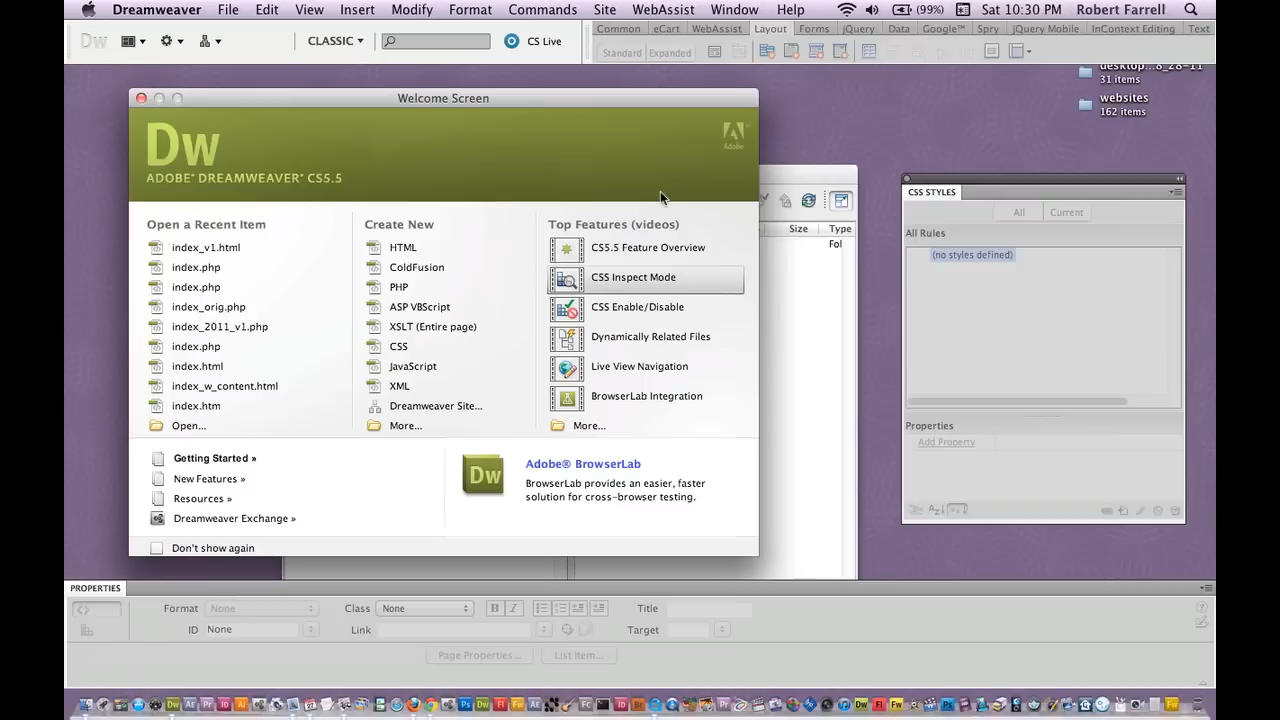 Dreamweaver File Edit View Insert Modify Format Commands Site WebAssist Window Help (99%) Sat 10:30 PM Robert Farrell
Dw CLASSIC CS Live
Common eCart WebAssist Layout Forms jQuery Data Google™ Spry jQuery Mobile InContext Editing Text
Standard Expanded
31 items
websites
162 items
Welcome Screen
Dw
ADOBE® DREAMWEAVER® CS5.5
Adobe
Open a Recent Item
index_v1.html
index.php
index.php
index_orig.php
index_2011_v1.php
index.php
index.html
index_w_content.html
index.htm
Open...
Create New
HTML
ColdFusion
PHP
ASP VBScript
XSLT (Entire page)
CSS
JavaScript
XML
Dreamweaver Site...
More...
Top Features (videos)
CS5.5 Feature Overview
CSS Inspect Mode
CSS Enable/Disable
Dynamically Related Files
Live View Navigation
BrowserLab Integration
More...
Getting Started »
New Features »
Resources »
Dreamweaver Exchange »
Dw
Adobe® BrowserLab
BrowserLab provides an easier, faster
solution for cross-browser testing.
Don't show again
Size Type
Fol
CSS STYLES
All Current
All Rules
(no styles defined)
Properties
Add Property
PROPERTIES
Format None Class None B I Title
ID None Link Target
Page Properties... List Item...